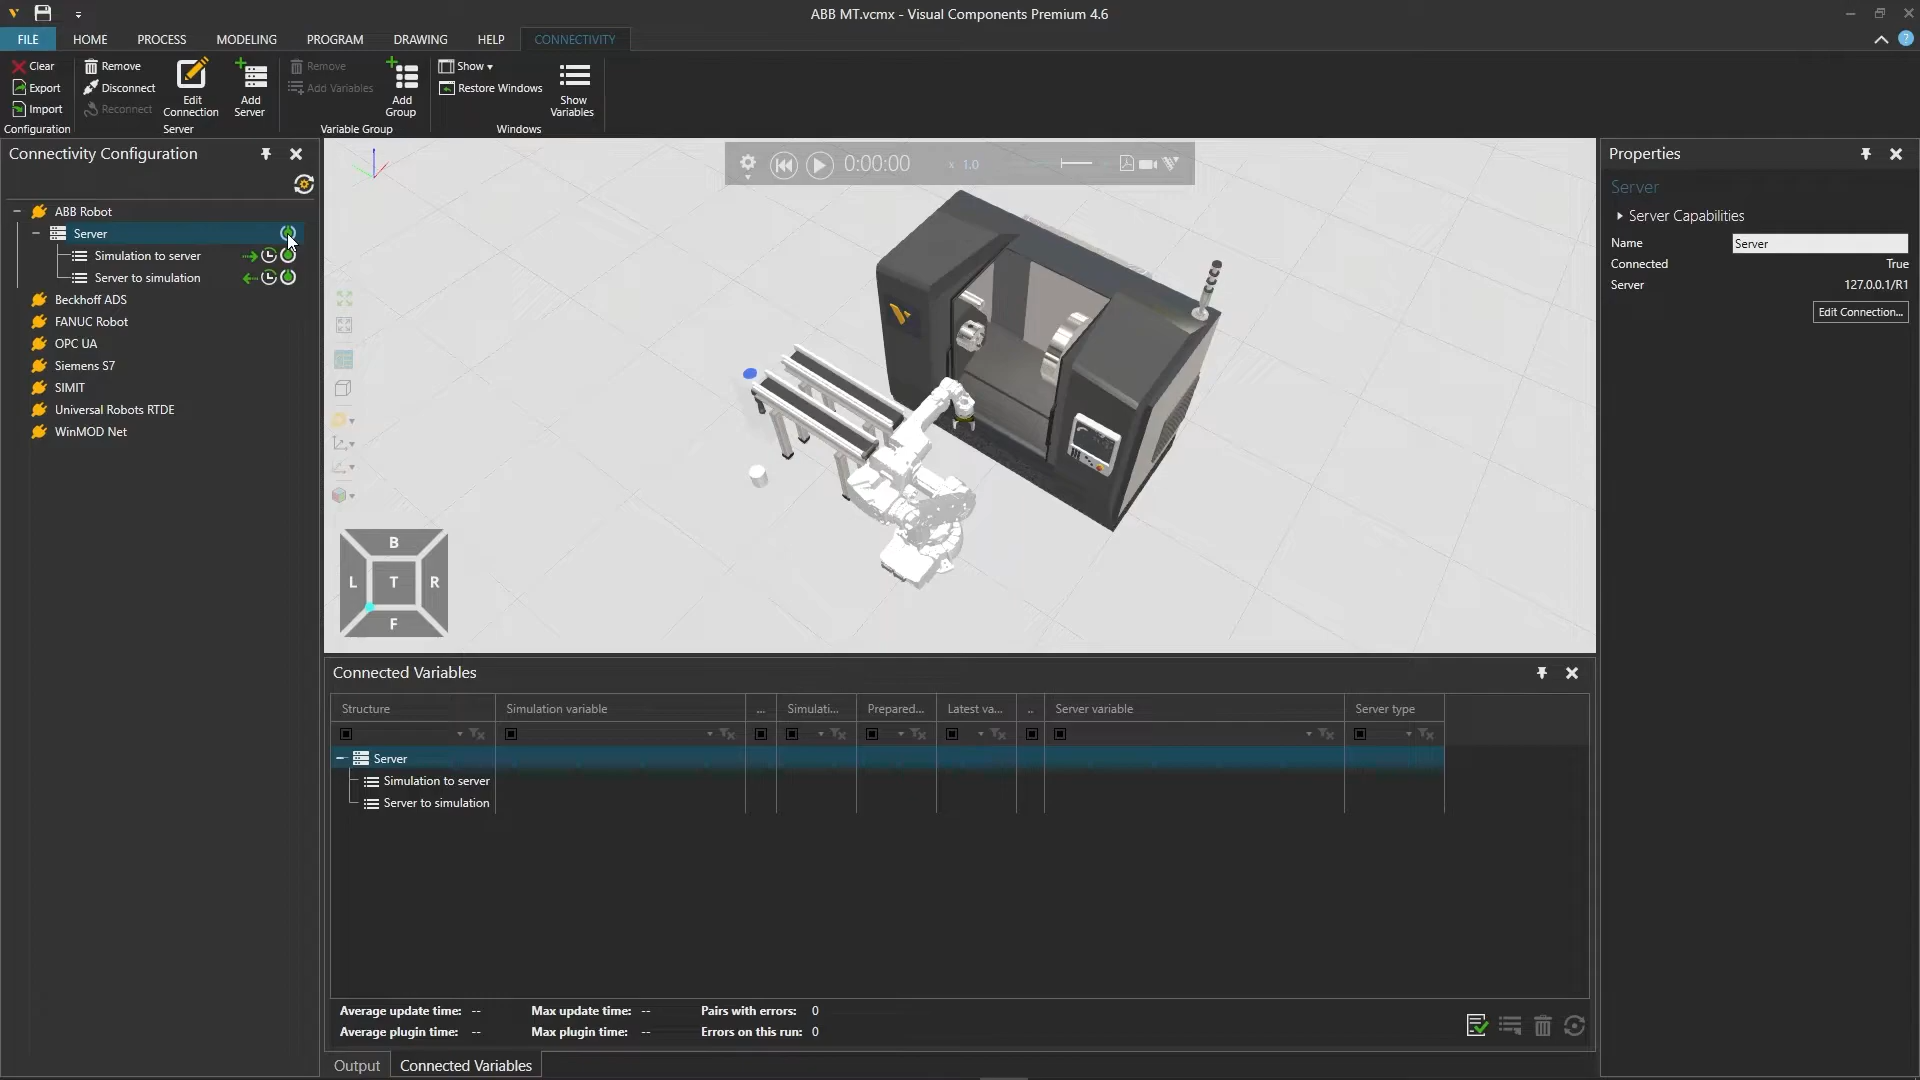 ABB MT.vcmx - Visual Components Premium 4.6
FILE HOME PROCESS MODELING PROGRAM DRAWING HELP CONNECTIVITY
Clear
Export
Import
Configuration
Remove
Disconnect
Reconnect
Edit
Connection
Add
Server
Server
Remove
Add Variables
Add
Group
Variable Group
Show
Restore Windows
Show
Variables
Windows
Connectivity Configuration
ABB Robot
Server
Simulation to server
Server to simulation
Beckhoff ADS
FANUC Robot
OPC UA
Siemens S7
SIMIT
Universal Robots RTDE
WinMOD Net
0:00:00
x 1.0
B
L T R
F
Properties
Server
Server Capabilities
Name Server
Connected True
Server 127.0.0.1/R1
Edit Connection...
Connected Variables
Structure Simulation variable ... Simulati... Prepared... Latest va... .. Server variable Server type
Server
Simulation to server
Server to simulation
Average update time: -- Max update time: -- Pairs with errors: 0
Average plugin time: -- Max plugin time: -- Errors on this run: 0
Output Connected Variables